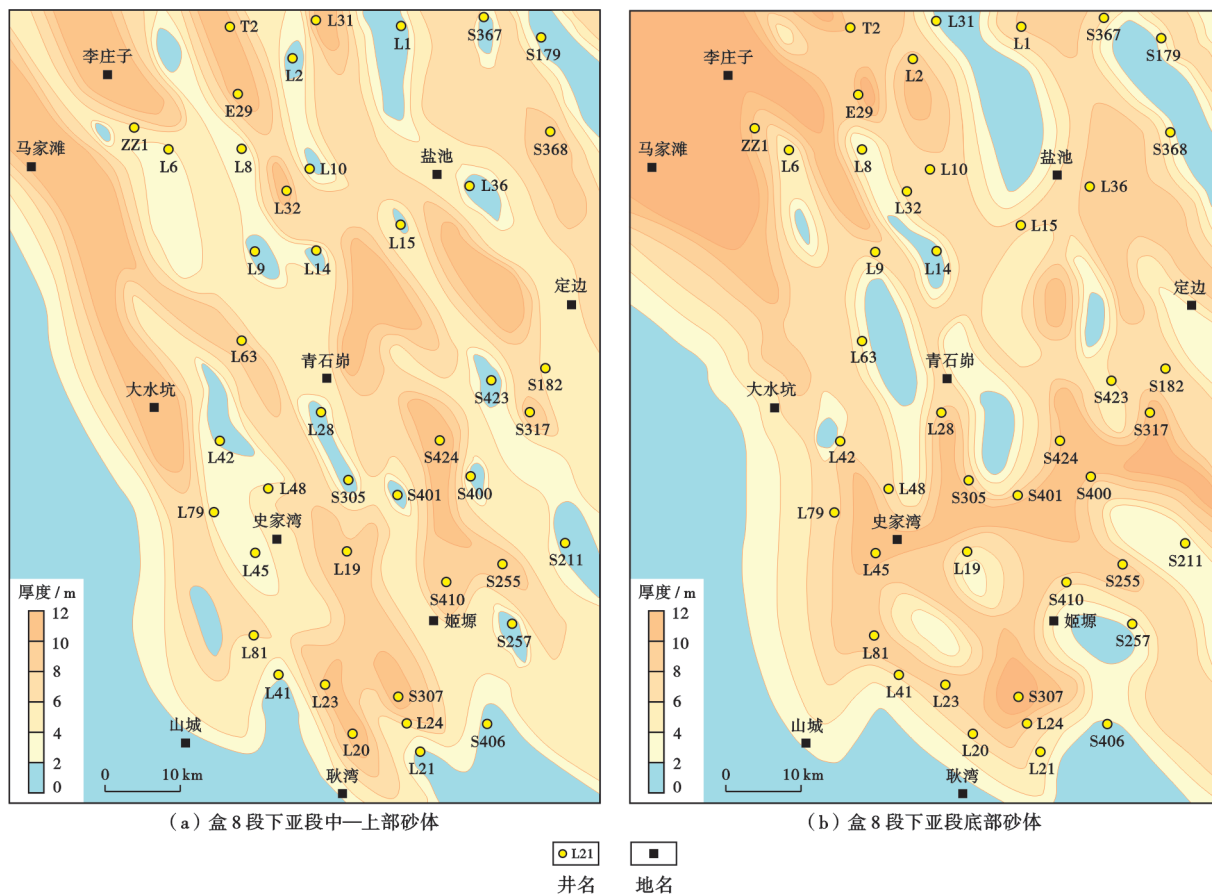 T2
L31
L1
S367
S179
L2
李庄子
E29
ZZ1
L6
L8
马家滩
L10
盐池
S368
L36
L32
L15
L9
L14
定边
L63
青石峁
S182
大水坑
S423
L28
S317
L42
S424
L48
S305
S401
S400
L79
史家湾
L45
L19
S211
S255
S410
姬塬
S257
L81
L41
L23
S307
L24
山城
L20
S406
L21
耿湾
厚度 / m
12
10
8
6
4
2
0
0 10 km
(a) 盒 8 段下亚段中—上部砂体
T2
L31
L1
S367
S179
L2
李庄子
E29
ZZ1
L6
L8
马家滩
L10
盐池
S368
L36
L32
L15
L9
L14
定边
L63
青石峁
S182
大水坑
S423
L28
S317
L42
S424
L48
S305
S401
S400
L79
史家湾
L45
L19
S211
S255
S410
姬塬
S257
L81
L41
L23
S307
L24
山城
L20
S406
L21
耿湾
厚度 / m
12
10
8
6
4
2
0
0 10 km
(b) 盒 8 段下亚段底部砂体
L21
井名
地名